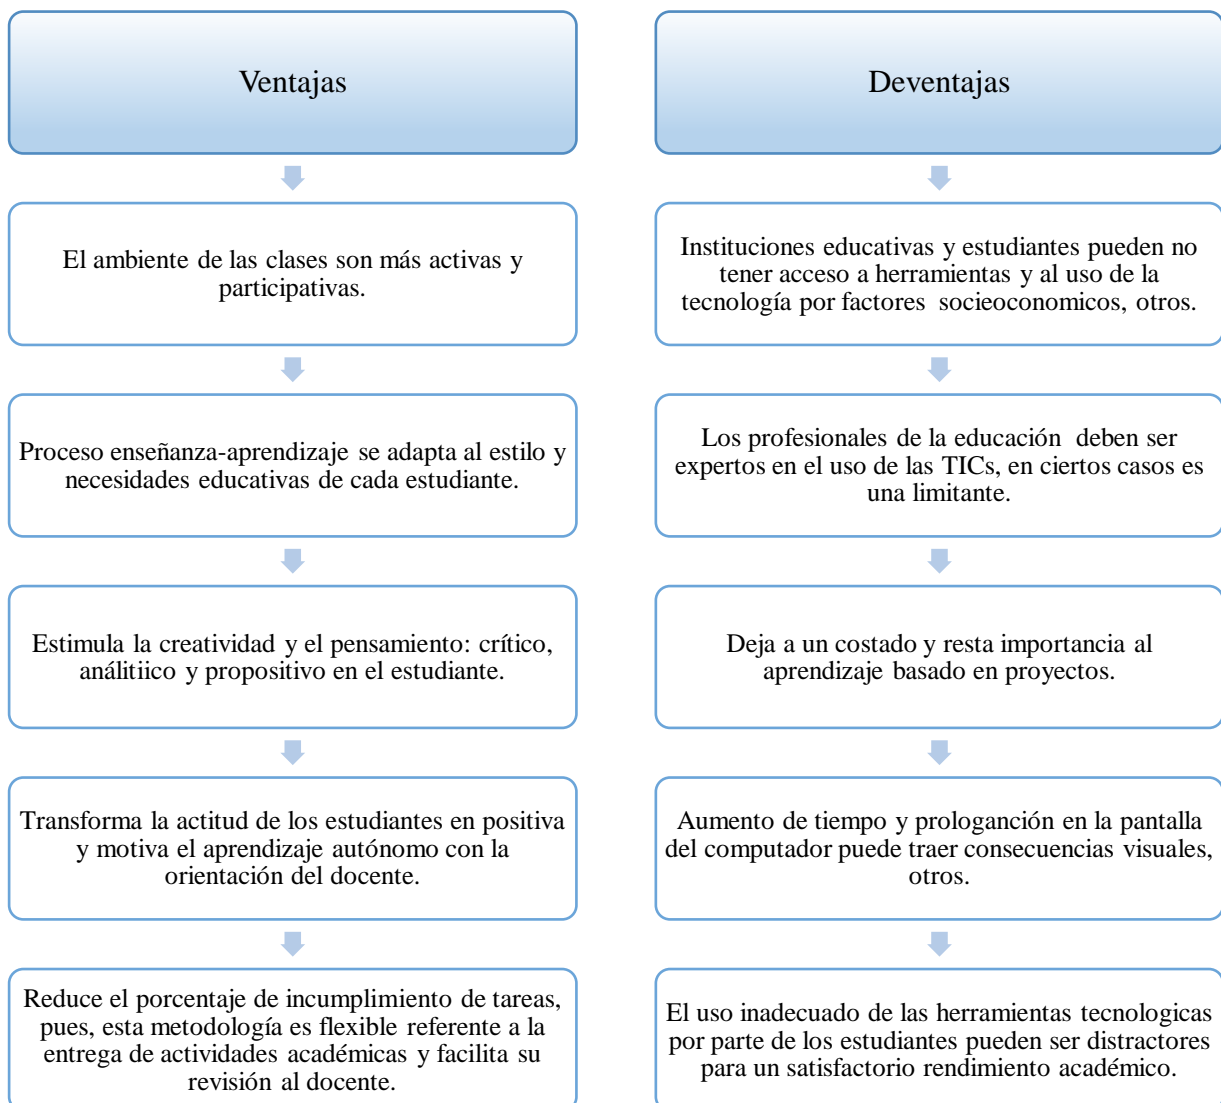 Ventajas
El ambiente de las clases son más activas y
participativas.
Proceso enseñanza-aprendizaje se adapta al estilo y
necesidades educativas de cada estudiante.
Estimula la creatividad y el pensamiento: crítico,
análitiico y propositivo en el estudiante.
Transforma la actitud de los estudiantes en positiva
y motiva el aprendizaje autónomo con la
orientación del docente.
Reduce el porcentaje de incumplimiento de tareas,
pues, esta metodología es flexible referente a la
entrega de actividades académicas y facilita su
revisión al docente.
Deventajas
Instituciones educativas y estudiantes pueden no
tener acceso a herramientas y al uso de la
tecnología por factores socieoconomicos, otros.
Los profesionales de la educación deben ser
expertos en el uso de las TICs, en ciertos casos es
una limitante.
Deja a un costado y resta importancia al
aprendizaje basado en proyectos.
Aumento de tiempo y prologanción en la pantalla
del computador puede traer consecuencias visuales,
otros.
El uso inadecuado de las herramientas tecnologicas
por parte de los estudiantes pueden ser distractores
para un satisfactorio rendimiento académico.